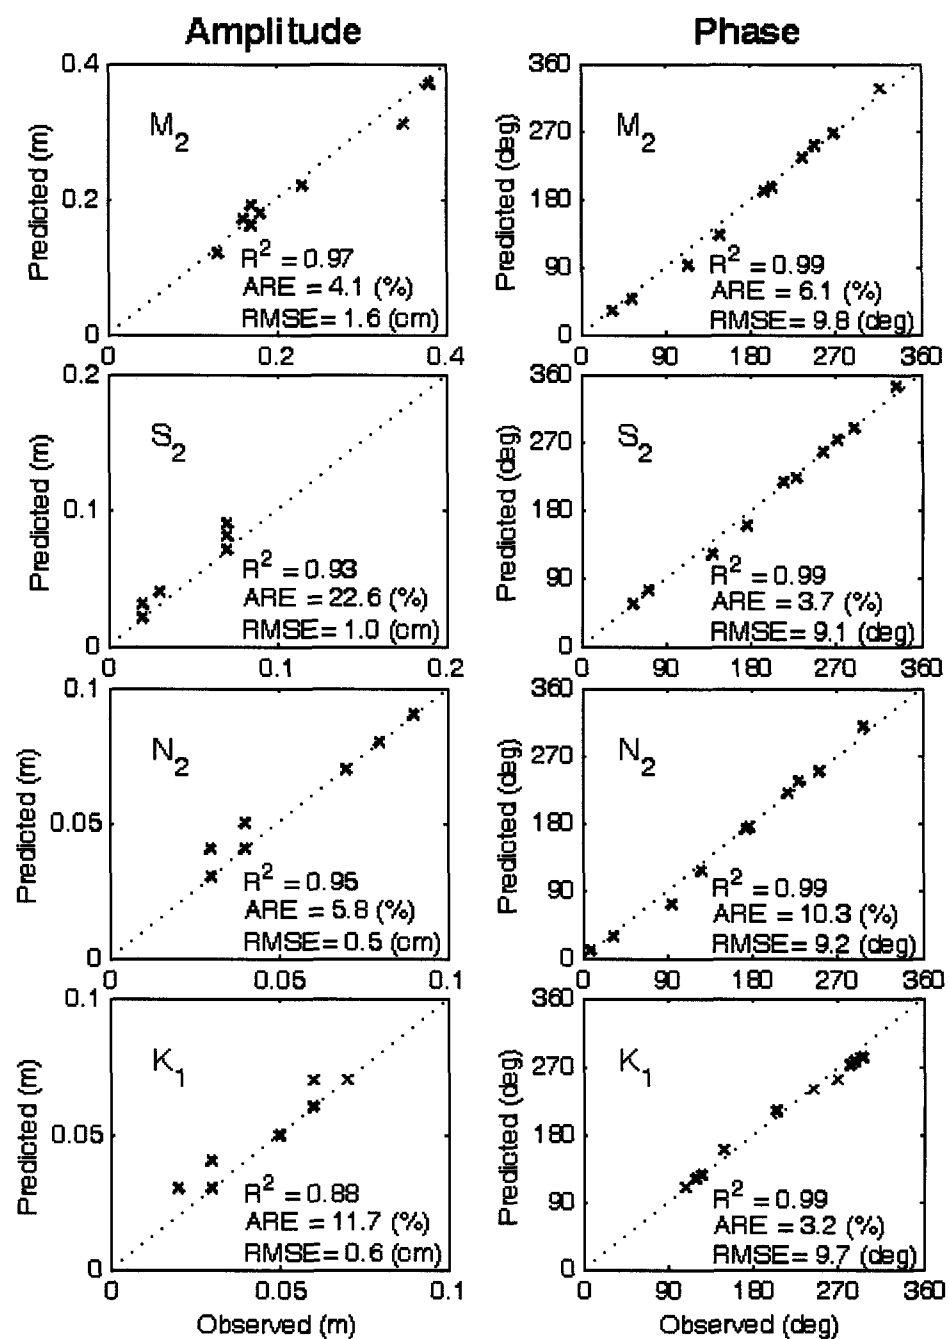 Amplitude
Phase
0.4
0.2
0
Predicted (m)
M2
R2 = 0.97
ARE = 4.1 (%)
RMSE= 1.6 (cm)
0 0.2 0.4
360
270
180
90
0
Predicted (deg)
M2
R2 = 0.99
ARE = 6.1 (%)
RMSE= 9.8 (deg)
0 90 180 270 360
0.2
0.1
0
Predicted (m)
S2
R2 = 0.93
ARE = 22.6 (%)
RMSE= 1.0 (cm)
0 0.1 0.2
360
270
180
90
0
Predicted (deg)
S2
R2 = 0.99
ARE = 3.7 (%)
RMSE= 9.1 (deg)
0 90 180 270 360
0.1
0.05
0
Predicted (m)
N2
R2 = 0.95
ARE = 5.8 (%)
RMSE= 0.5 (cm)
0 0.05 0.1
360
270
180
90
0
Predicted (deg)
N2
R2 = 0.99
ARE = 10.3 (%)
RMSE= 9.2 (deg)
0 90 180 270 360
0.1
0.05
0
Predicted (m)
K1
R2 = 0.88
ARE = 11.7 (%)
RMSE= 0.6 (cm)
0 0.05 0.1
Observed (m)
360
270
180
90
0
Predicted (deg)
K1
R2 = 0.99
ARE = 3.2 (%)
RMSE= 9.7 (deg)
0 90 180 270 360
Observed (deg)